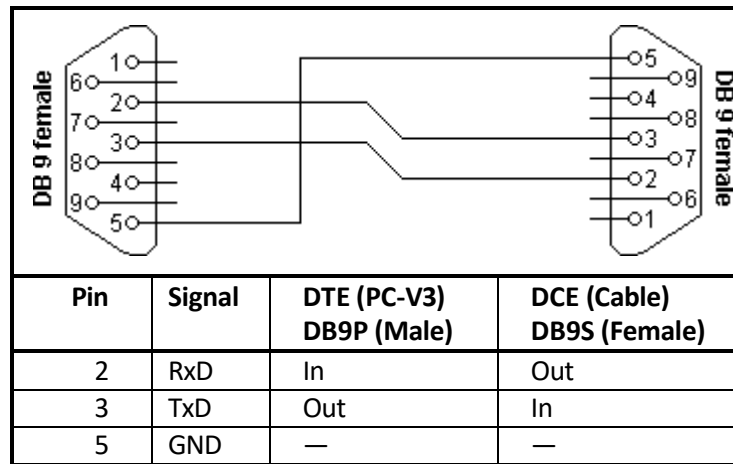 DB 9 female
1
6
2
7
3
8
4
9
5
5
9
4
8
3
7
2
6
1
DB 9 female
Pin Signal DTE (PC-V3) DCE (Cable)
DB9P (Male) DB9S (Female)
2 RxD In Out
3 TxD Out In
5 GND — —